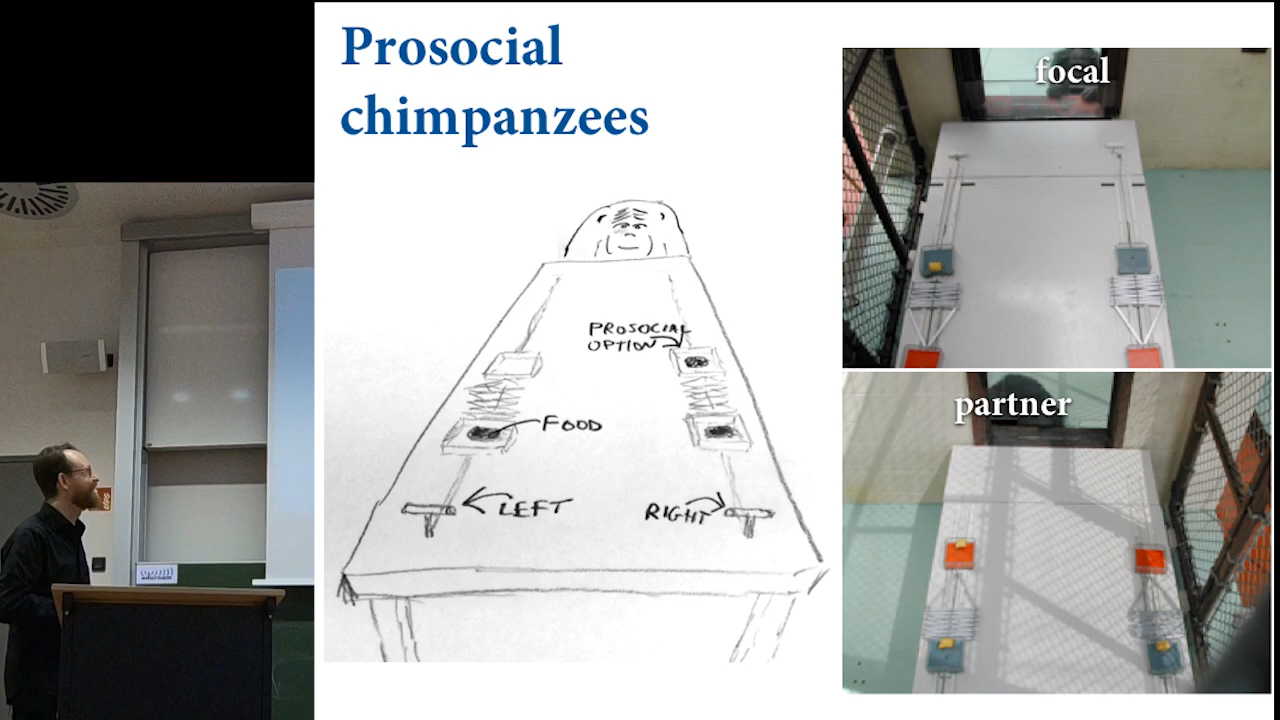 Prosocial
chimpanzees
focal
PROSOCIAL
OPTION
FOOD
LEFT
RIGHT
partner